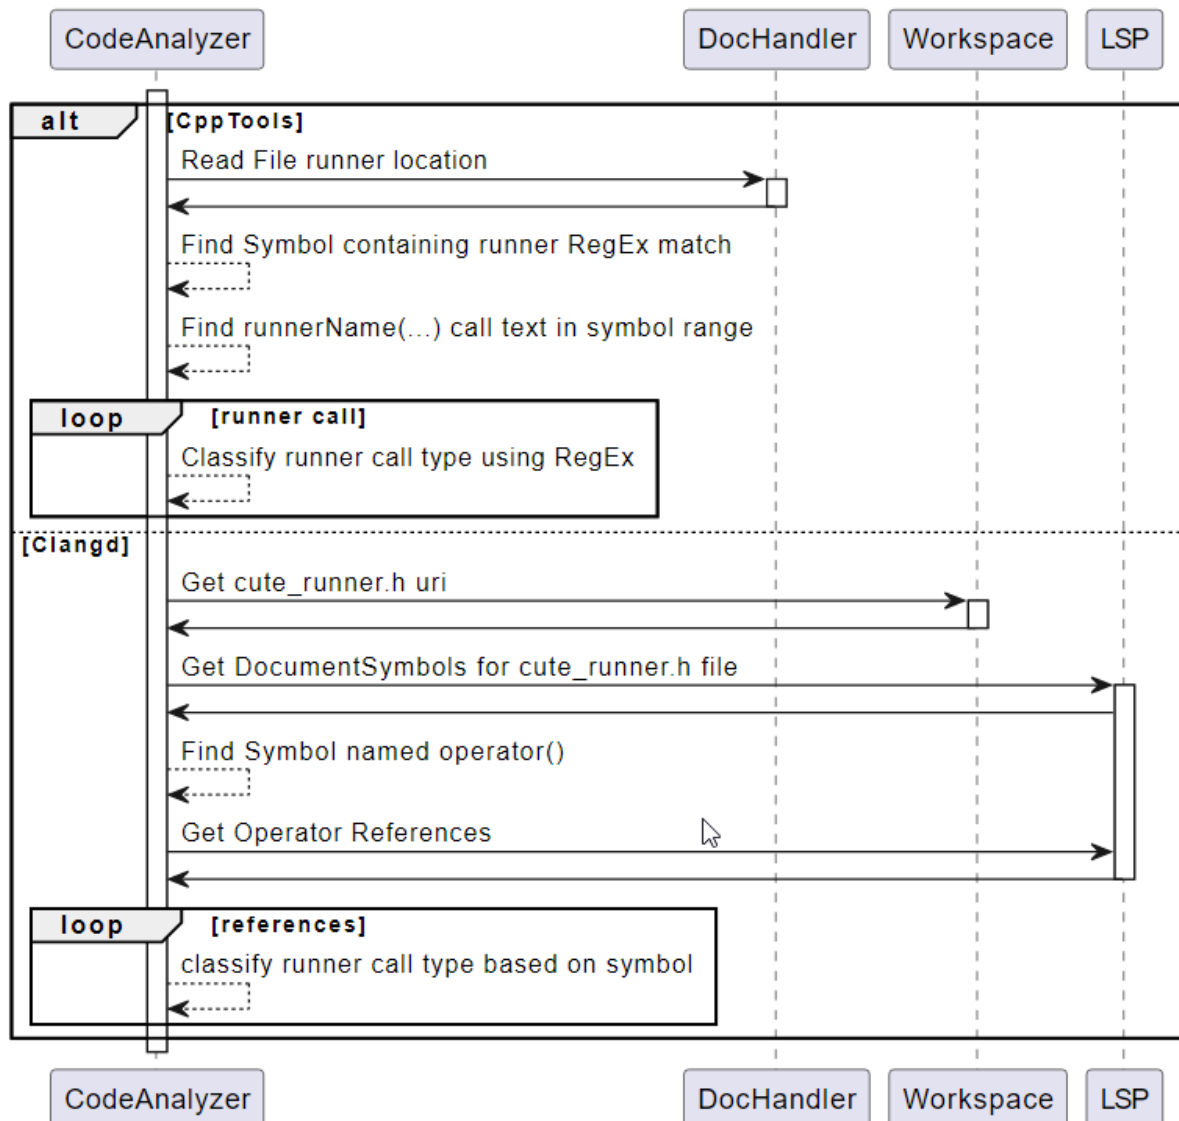 CodeAnalyzer DocHandler Workspace LSP
alt [CppTools]
Read File runner location
Find Symbol containing runner RegEx match
Find runnerName(...) call text in symbol range
loop [runner call]
Classify runner call type using RegEx
[Clangd]
Get cute_runner.h uri
Get DocumentSymbols for cute_runner.h file
Find Symbol named operator()
Get Operator References
loop [references]
classify runner call type based on symbol
CodeAnalyzer DocHandler Workspace LSP